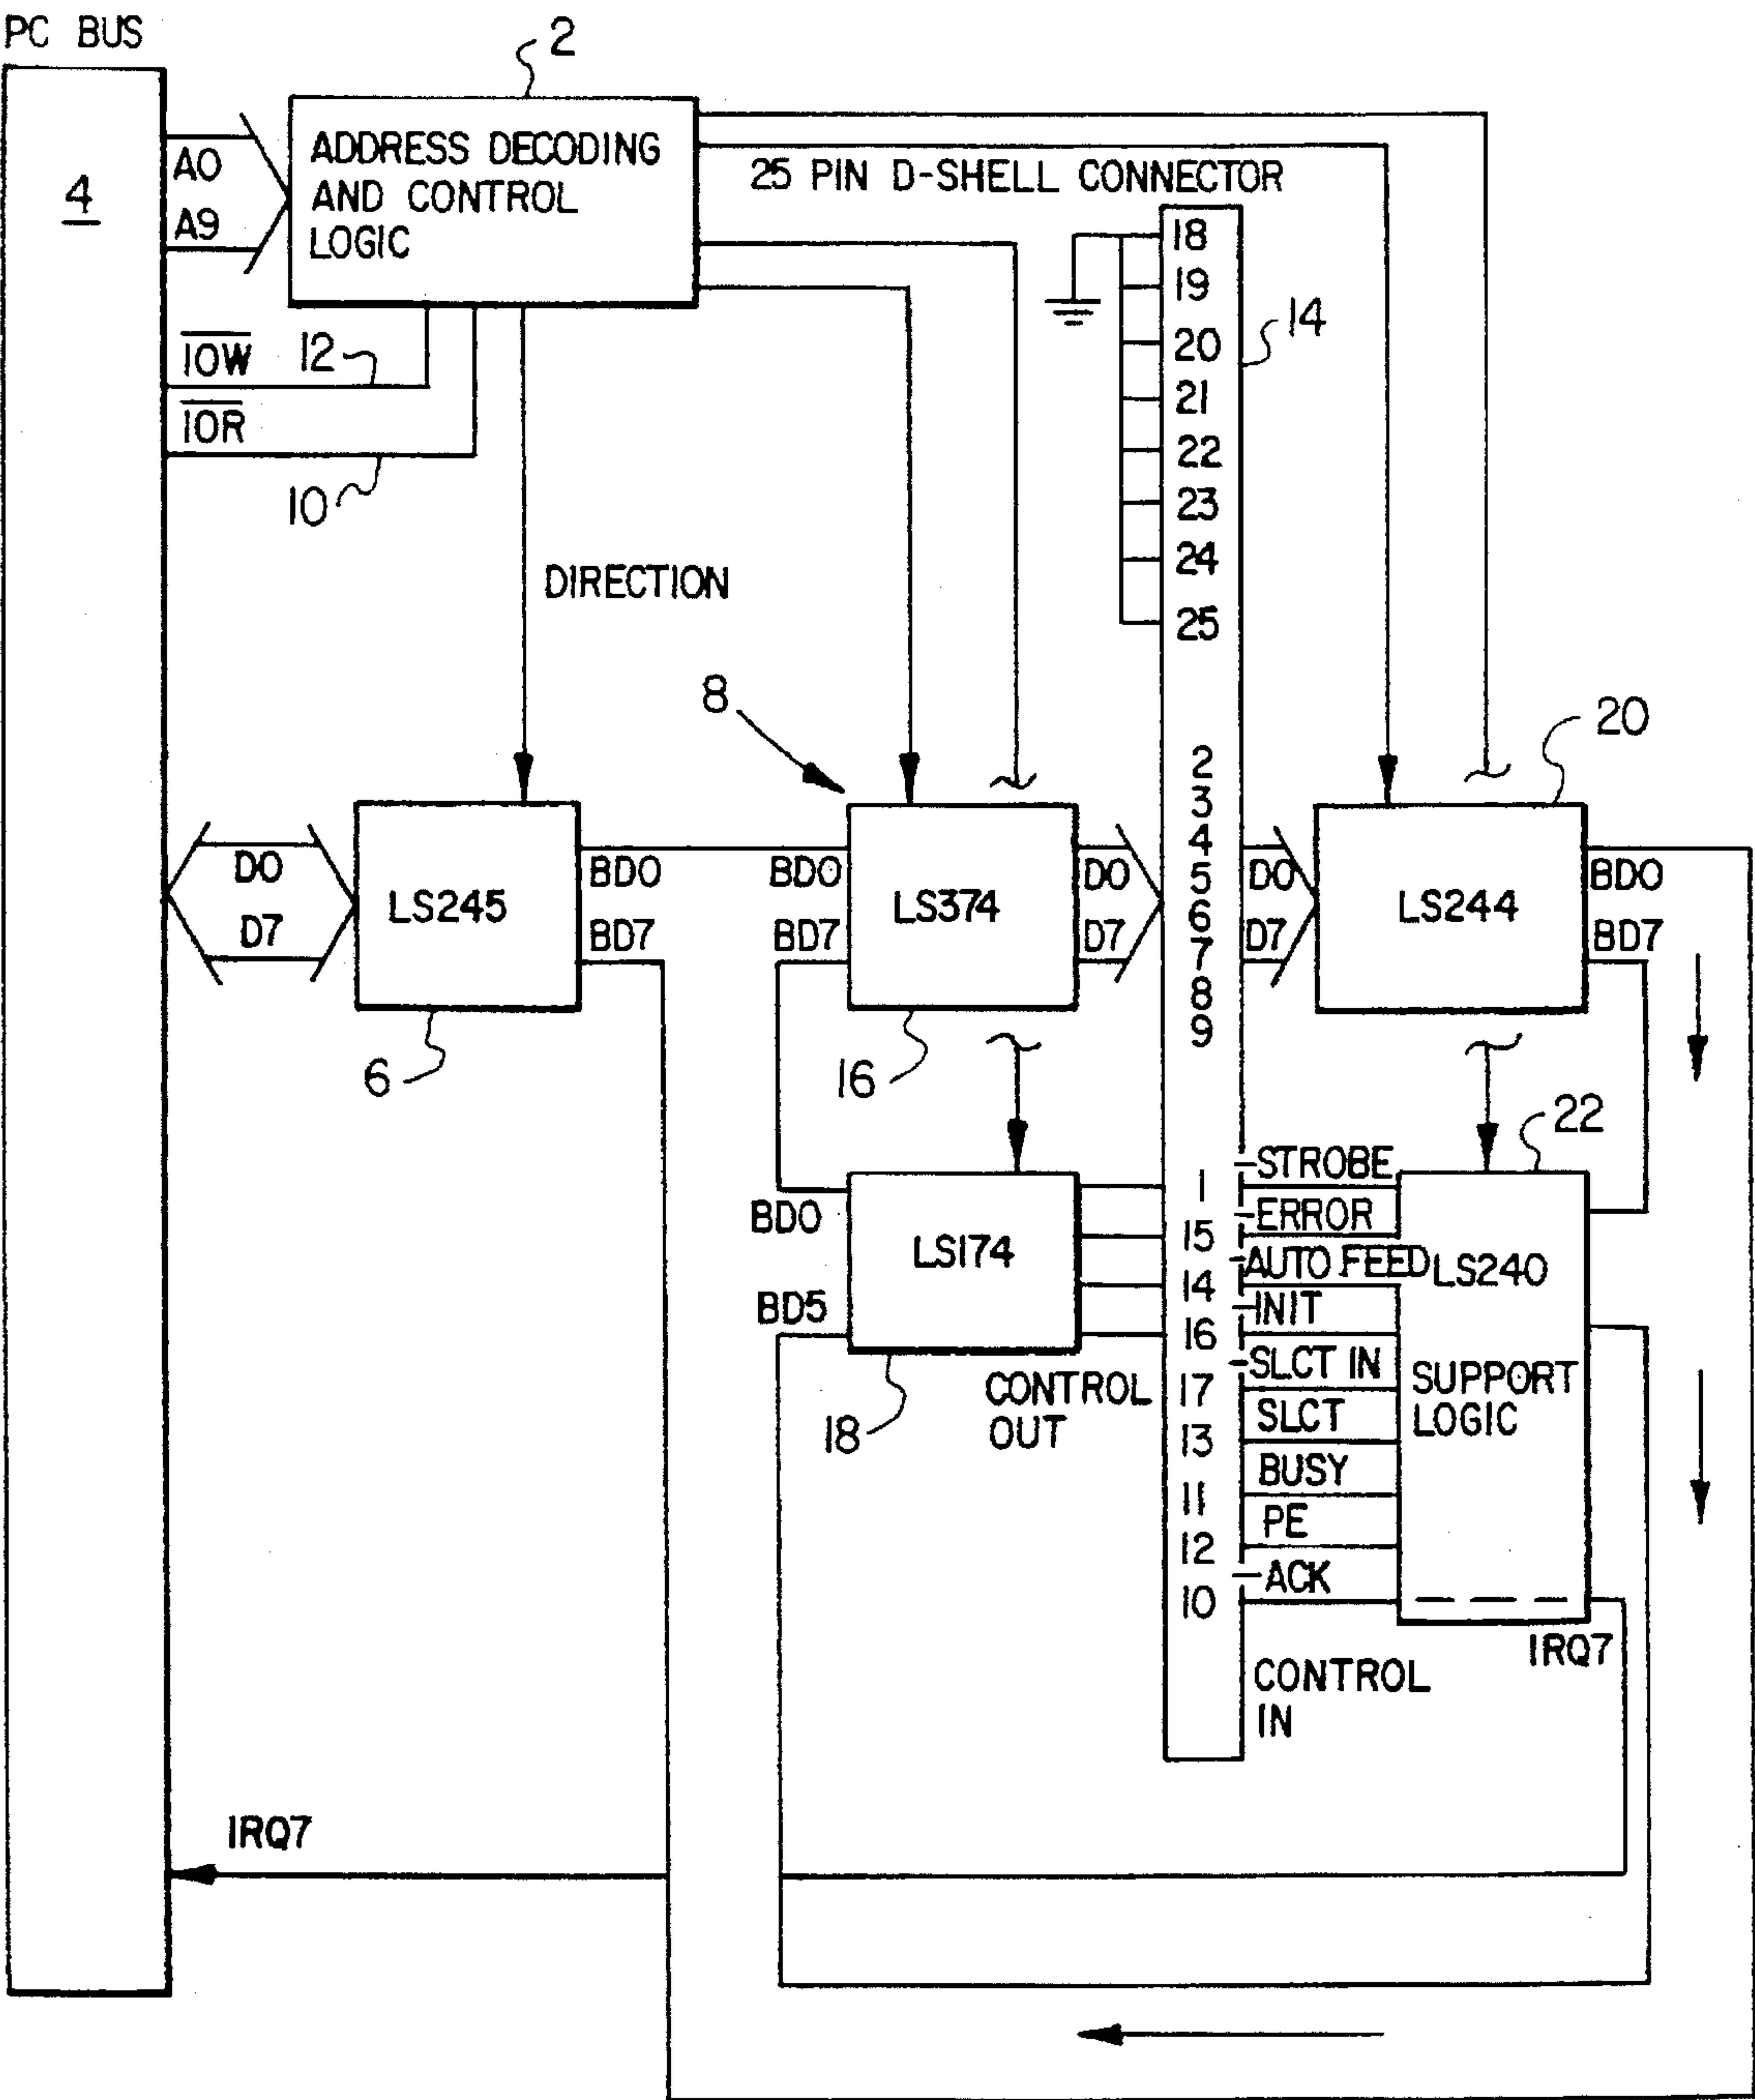 PC BUS
2
4
A0
A9
ADDRESS DECODING
AND CONTROL
LOGIC
25 PIN D-SHELL CONNECTOR
IOW
12
IOR
10
DIRECTION
18
19
20
21
22
23
24
25
14
8
20
2
3
4
5
6
7
8
9
D0
D7
LS245
BD0
BD7
6
BD0
BD7
LS374
D0
D7
16
D0
D7
LS244
BD0
BD7
22
BD0
BD5
LS174
18
CONTROL
OUT
1
15
14
16
17
13
11
12
10
-STROBE
-ERROR
-AUTO FEED
-INIT
-SLCT IN
SLCT
BUSY
PE
-ACK
LS240
SUPPORT
LOGIC
IRQ7
CONTROL
IN
IRQ7